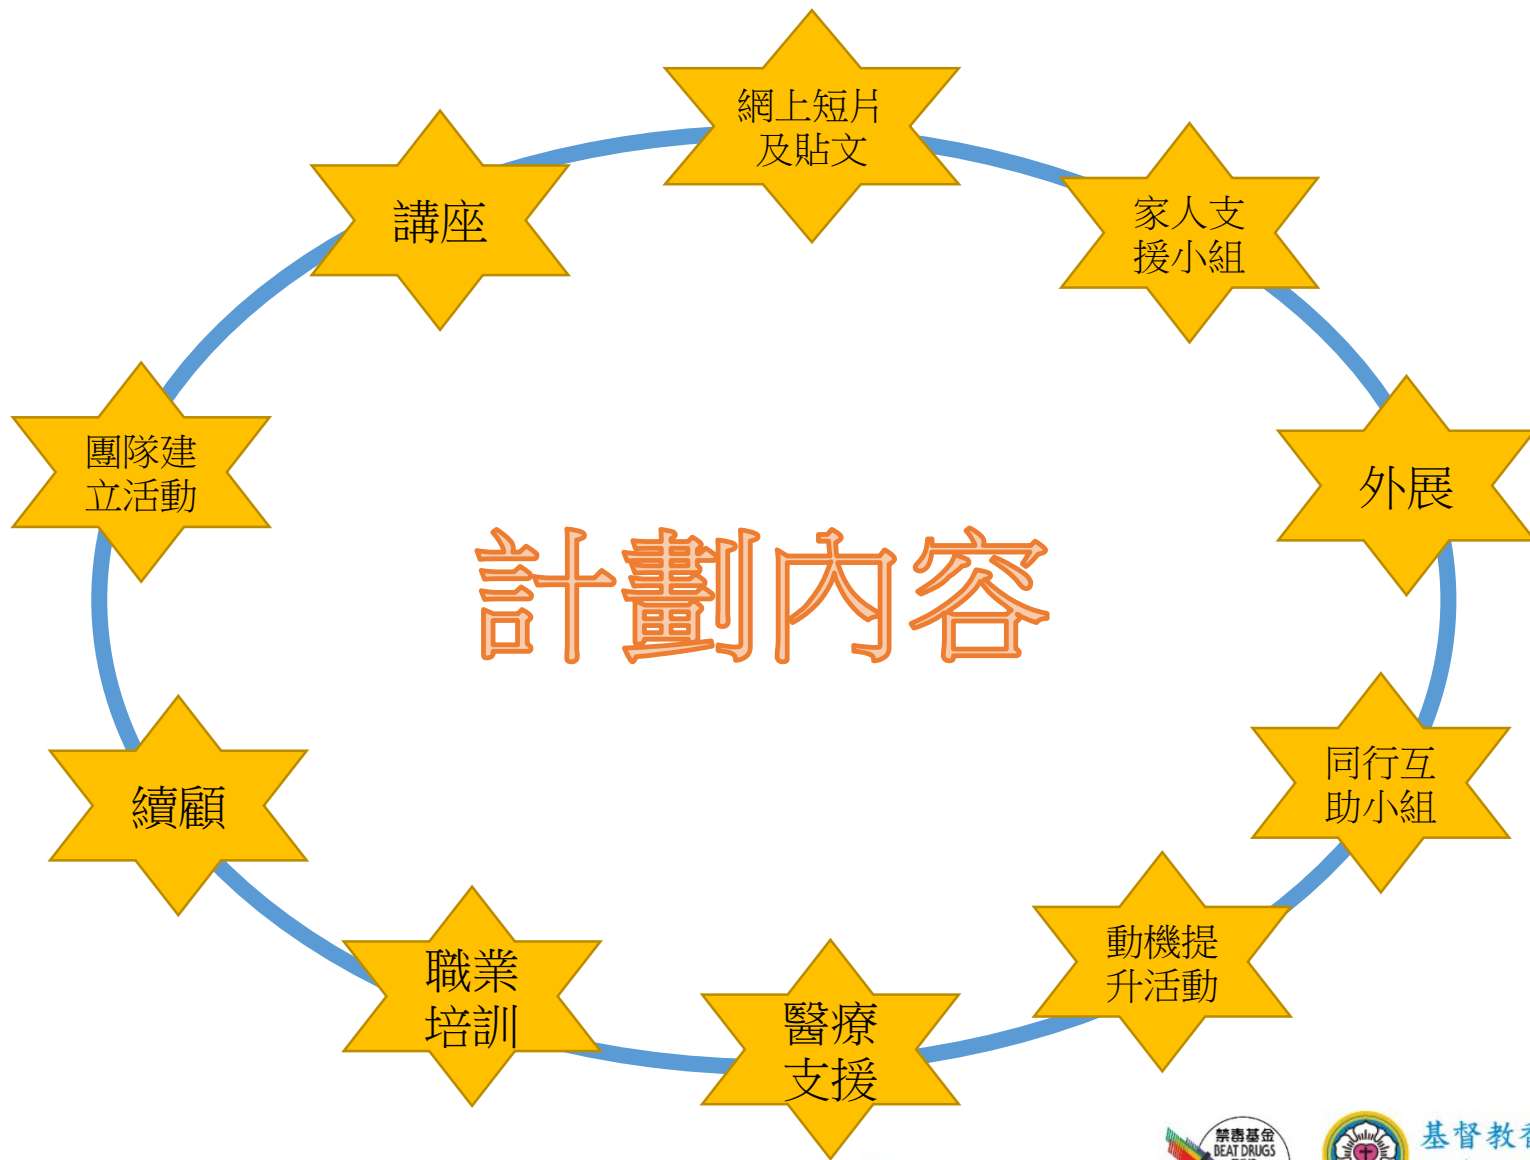 網上短片
及貼文
講座
家人支
援小組
團隊建
立活動
外展
計劃內容
同行互
助小組
續顧
動機提
升活動
職業
培訓
醫療
支援
禁毒基金
BEAT DRUGS
基督教香